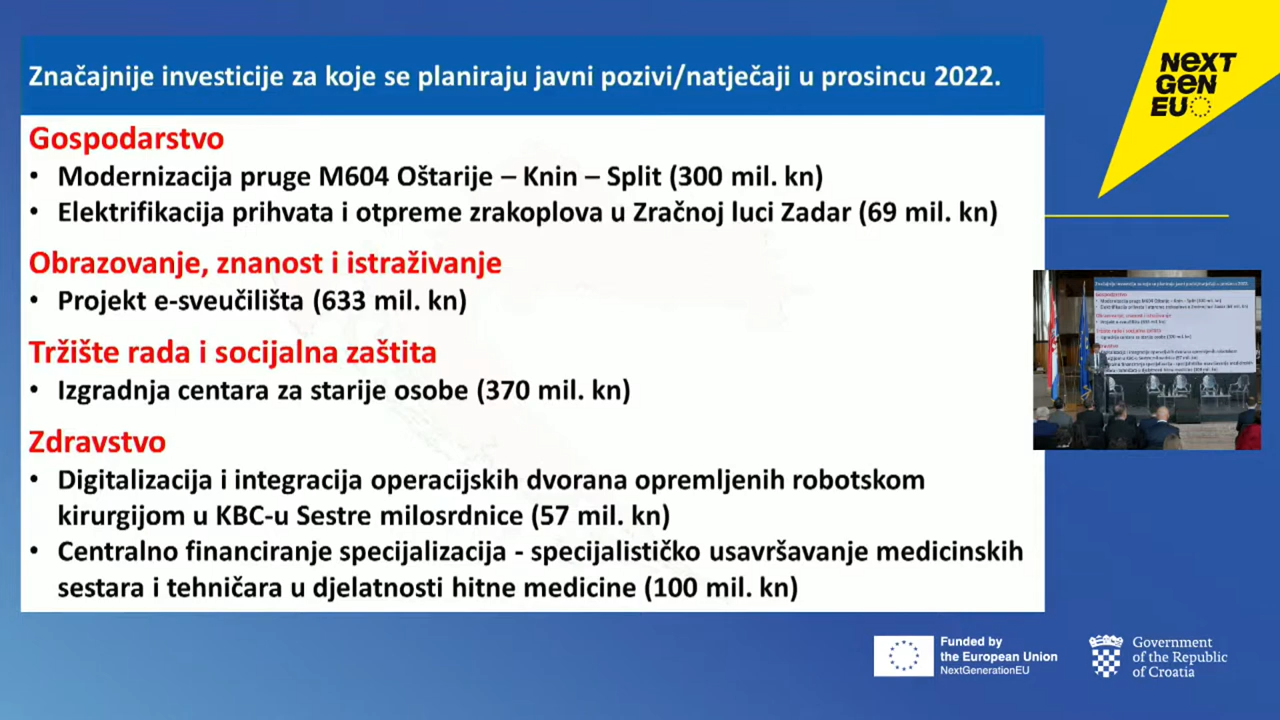 Značajnije investicije za koje se planiraju javni pozivi/natječaji u prosincu 2022.
Gospodarstvo
• Modernizacija pruge M604 Oštarije – Knin – Split (300 mil. kn)
• Elektrifikacija prihvata i otpreme zrakoplova u Zračnoj luci Zadar (69 mil. kn)
Obrazovanje, znanost i istraživanje
• Projekt e-sveučilišta (633 mil. kn)
Tržište rada i socijalna zaštita
• Izgradnja centara za starije osobe (370 mil. kn)
Zdravstvo
• Digitalizacija i integracija operacijskih dvorana opremljenih robotskom
kirurgijom u KBC-u Sestre milosrdnice (57 mil. kn)
• Centralno financiranje specijalizacija - specijalističko usavršavanje medicinskih
sestara i tehničara u djelatnosti hitne medicine (100 mil. kn)
NEXT
GEN
EU
Funded by
the European Union
NextGenerationEU
Government
of the Republic
of Croatia